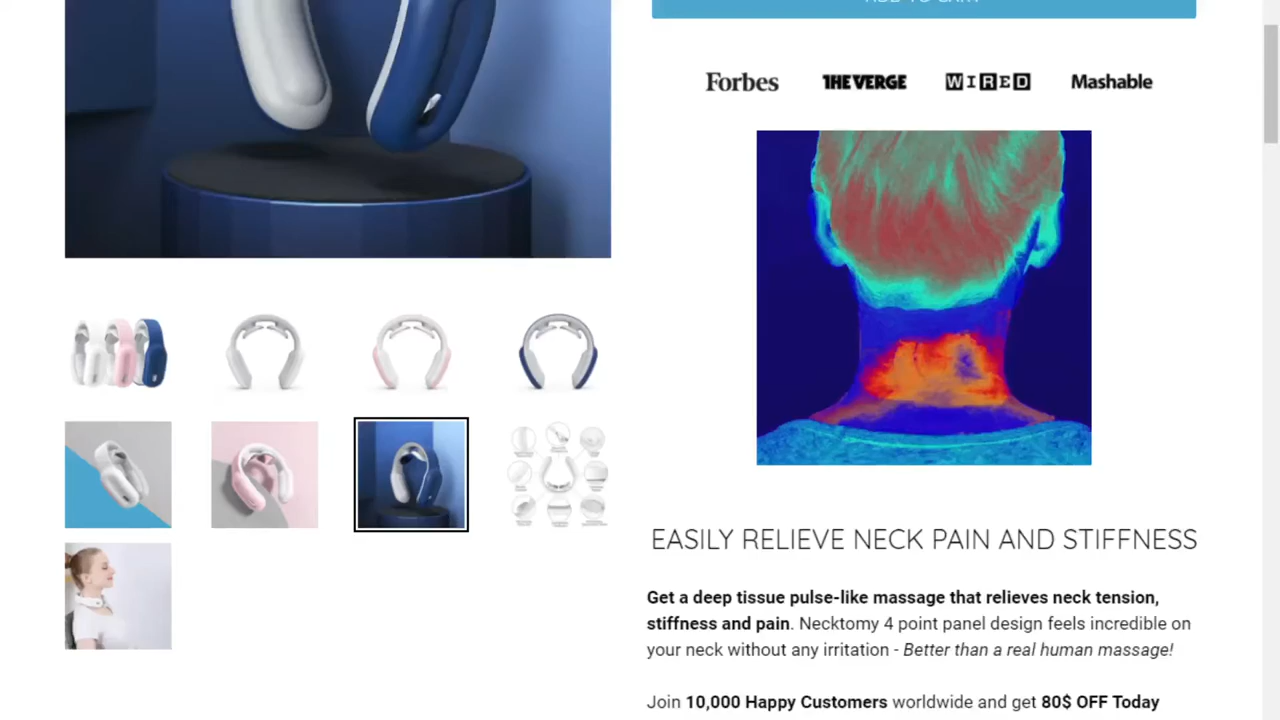 Forbes
THE VERGE
WIRED
Mashable
EASILY RELIEVE NECK PAIN AND STIFFNESS
Get a deep tissue pulse-like massage that relieves neck tension,
stiffness and pain. Necktomy 4 point panel design feels incredible on
your neck without any irritation - Better than a real human massage!
Join 10,000 Happy Customers worldwide and get 80$ OFF Today